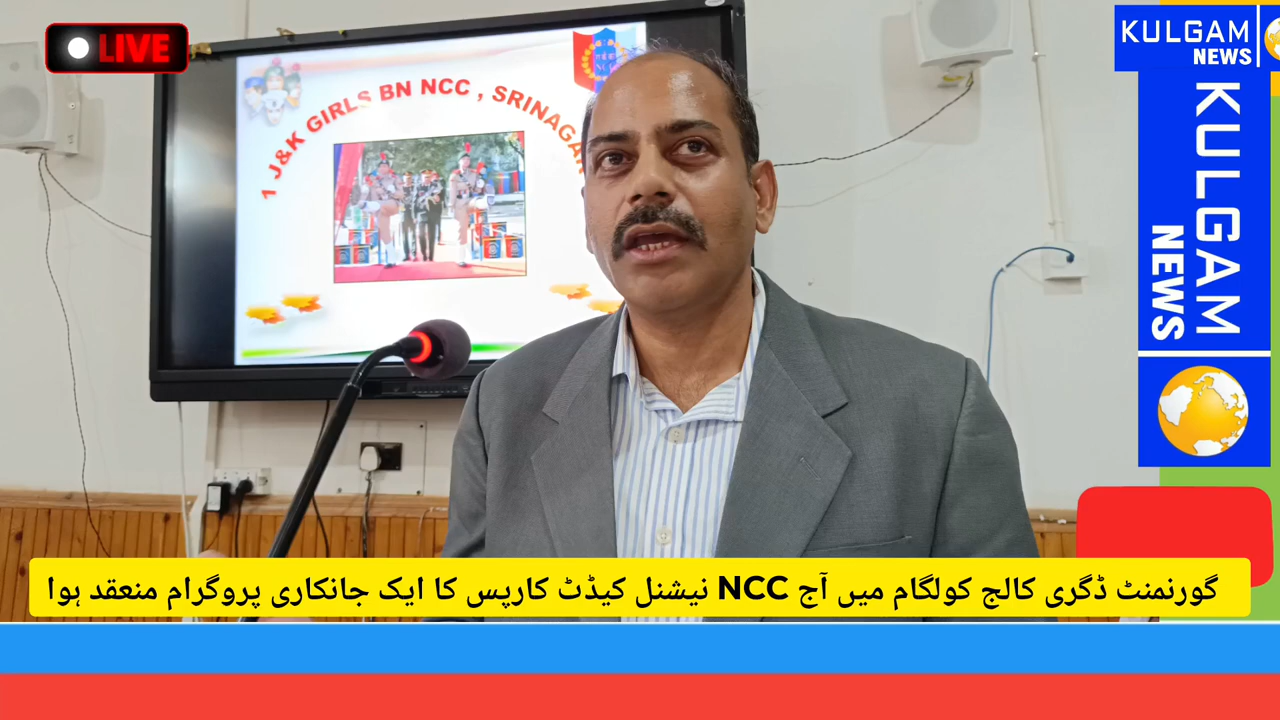 LIVE
KULGAM
NEWS
1 J&K GIRLS BN NCC , SRINAGAR
KULGAM
NEWS
گورنمنٹ ڈگری کالج کولگام میں آج NCC نیشنل کیڈٹ کارپس کا ایک جانکاری پروگرام منعقد ہوا